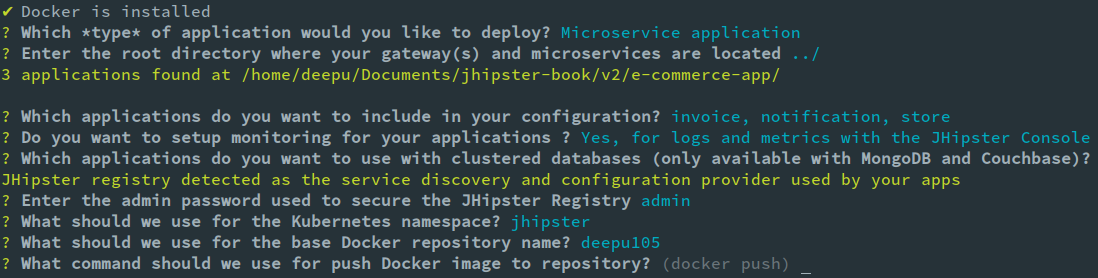 ✔ Docker is installed
? Which *type* of application would you like to deploy? Microservice application
? Enter the root directory where your gateway(s) and microservices are located ../
3 applications found at /home/deepu/Documents/jhipster-book/v2/e-commerce-app/
? Which applications do you want to include in your configuration? invoice, notification, store
? Do you want to setup monitoring for your applications ? Yes, for logs and metrics with the JHipster Console
? Which applications do you want to use with clustered databases (only available with MongoDB and Couchbase)?
JHipster registry detected as the service discovery and configuration provider used by your apps
? Enter the admin password used to secure the JHipster Registry admin
? What should we use for the Kubernetes namespace? jhipster
? What should we use for the base Docker repository name? deepu105
? What command should we use for push Docker image to repository? (docker push) _